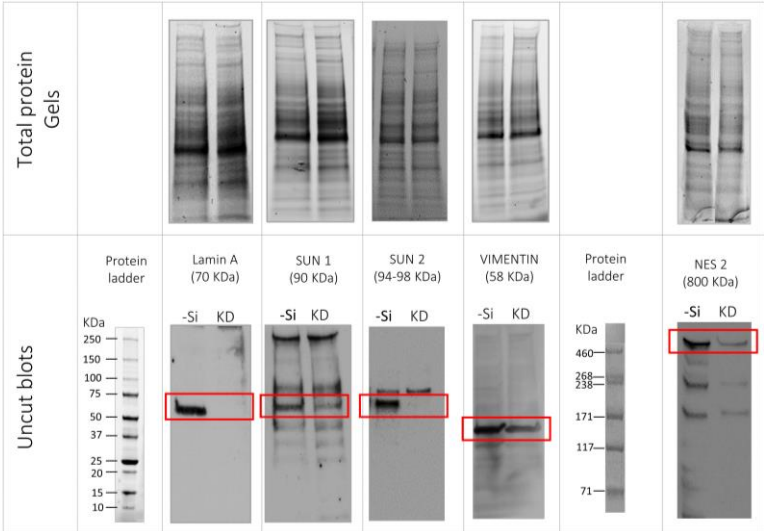 Total protein
Gels
Uncut blots
Protein
ladder
Lamin A
(70 KDa)
SUN 1
(90 KDa)
SUN 2
(94-98 KDa)
VIMENTIN
(58 KDa)
Protein
ladder
NES 2
(800 KDa)
-Si KD
-Si KD
-Si KD
-Si KD
-Si KD
KDa
250
150
100
75
50
37
25
20
15
10
KDa
460
268
238
171
117
71